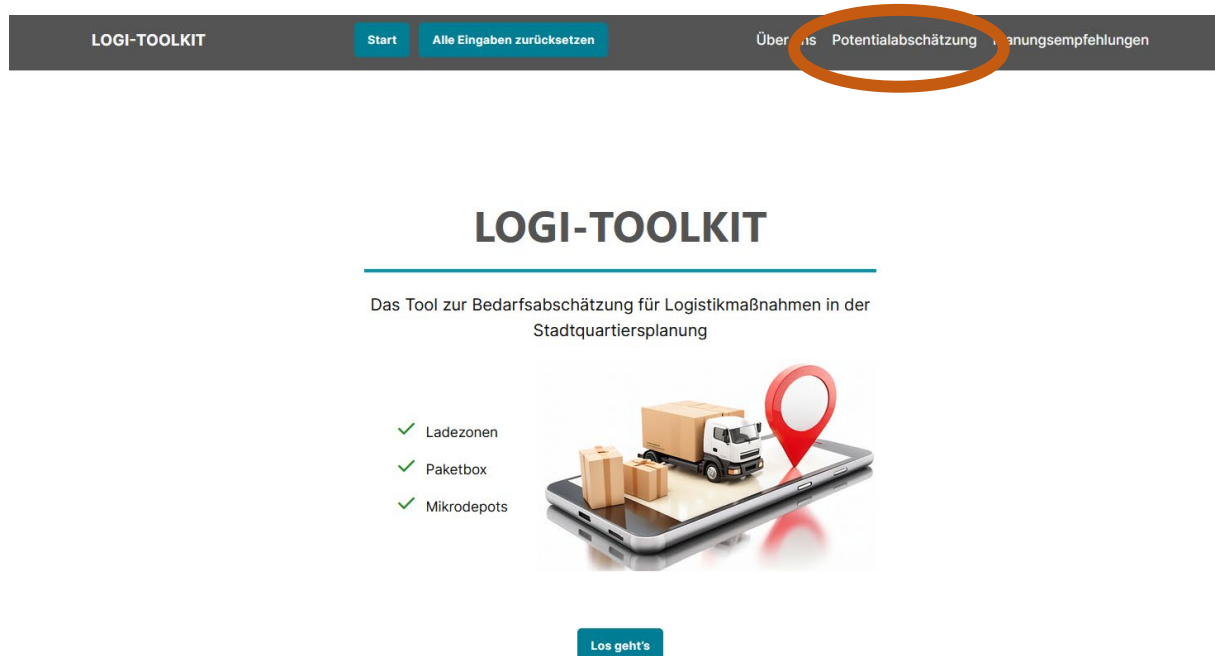 LOGI-TOOLKIT
Start
Alle Eingaben zurücksetzen
Potentialabschätzung
LOGI-TOOLKIT
Das Tool zur Bedarfsabschätzung für Logistikmaßnahmen in der
Stadtquartiersplanung
Ladezonen
Paketbox
Mikrodepots
Los geht's